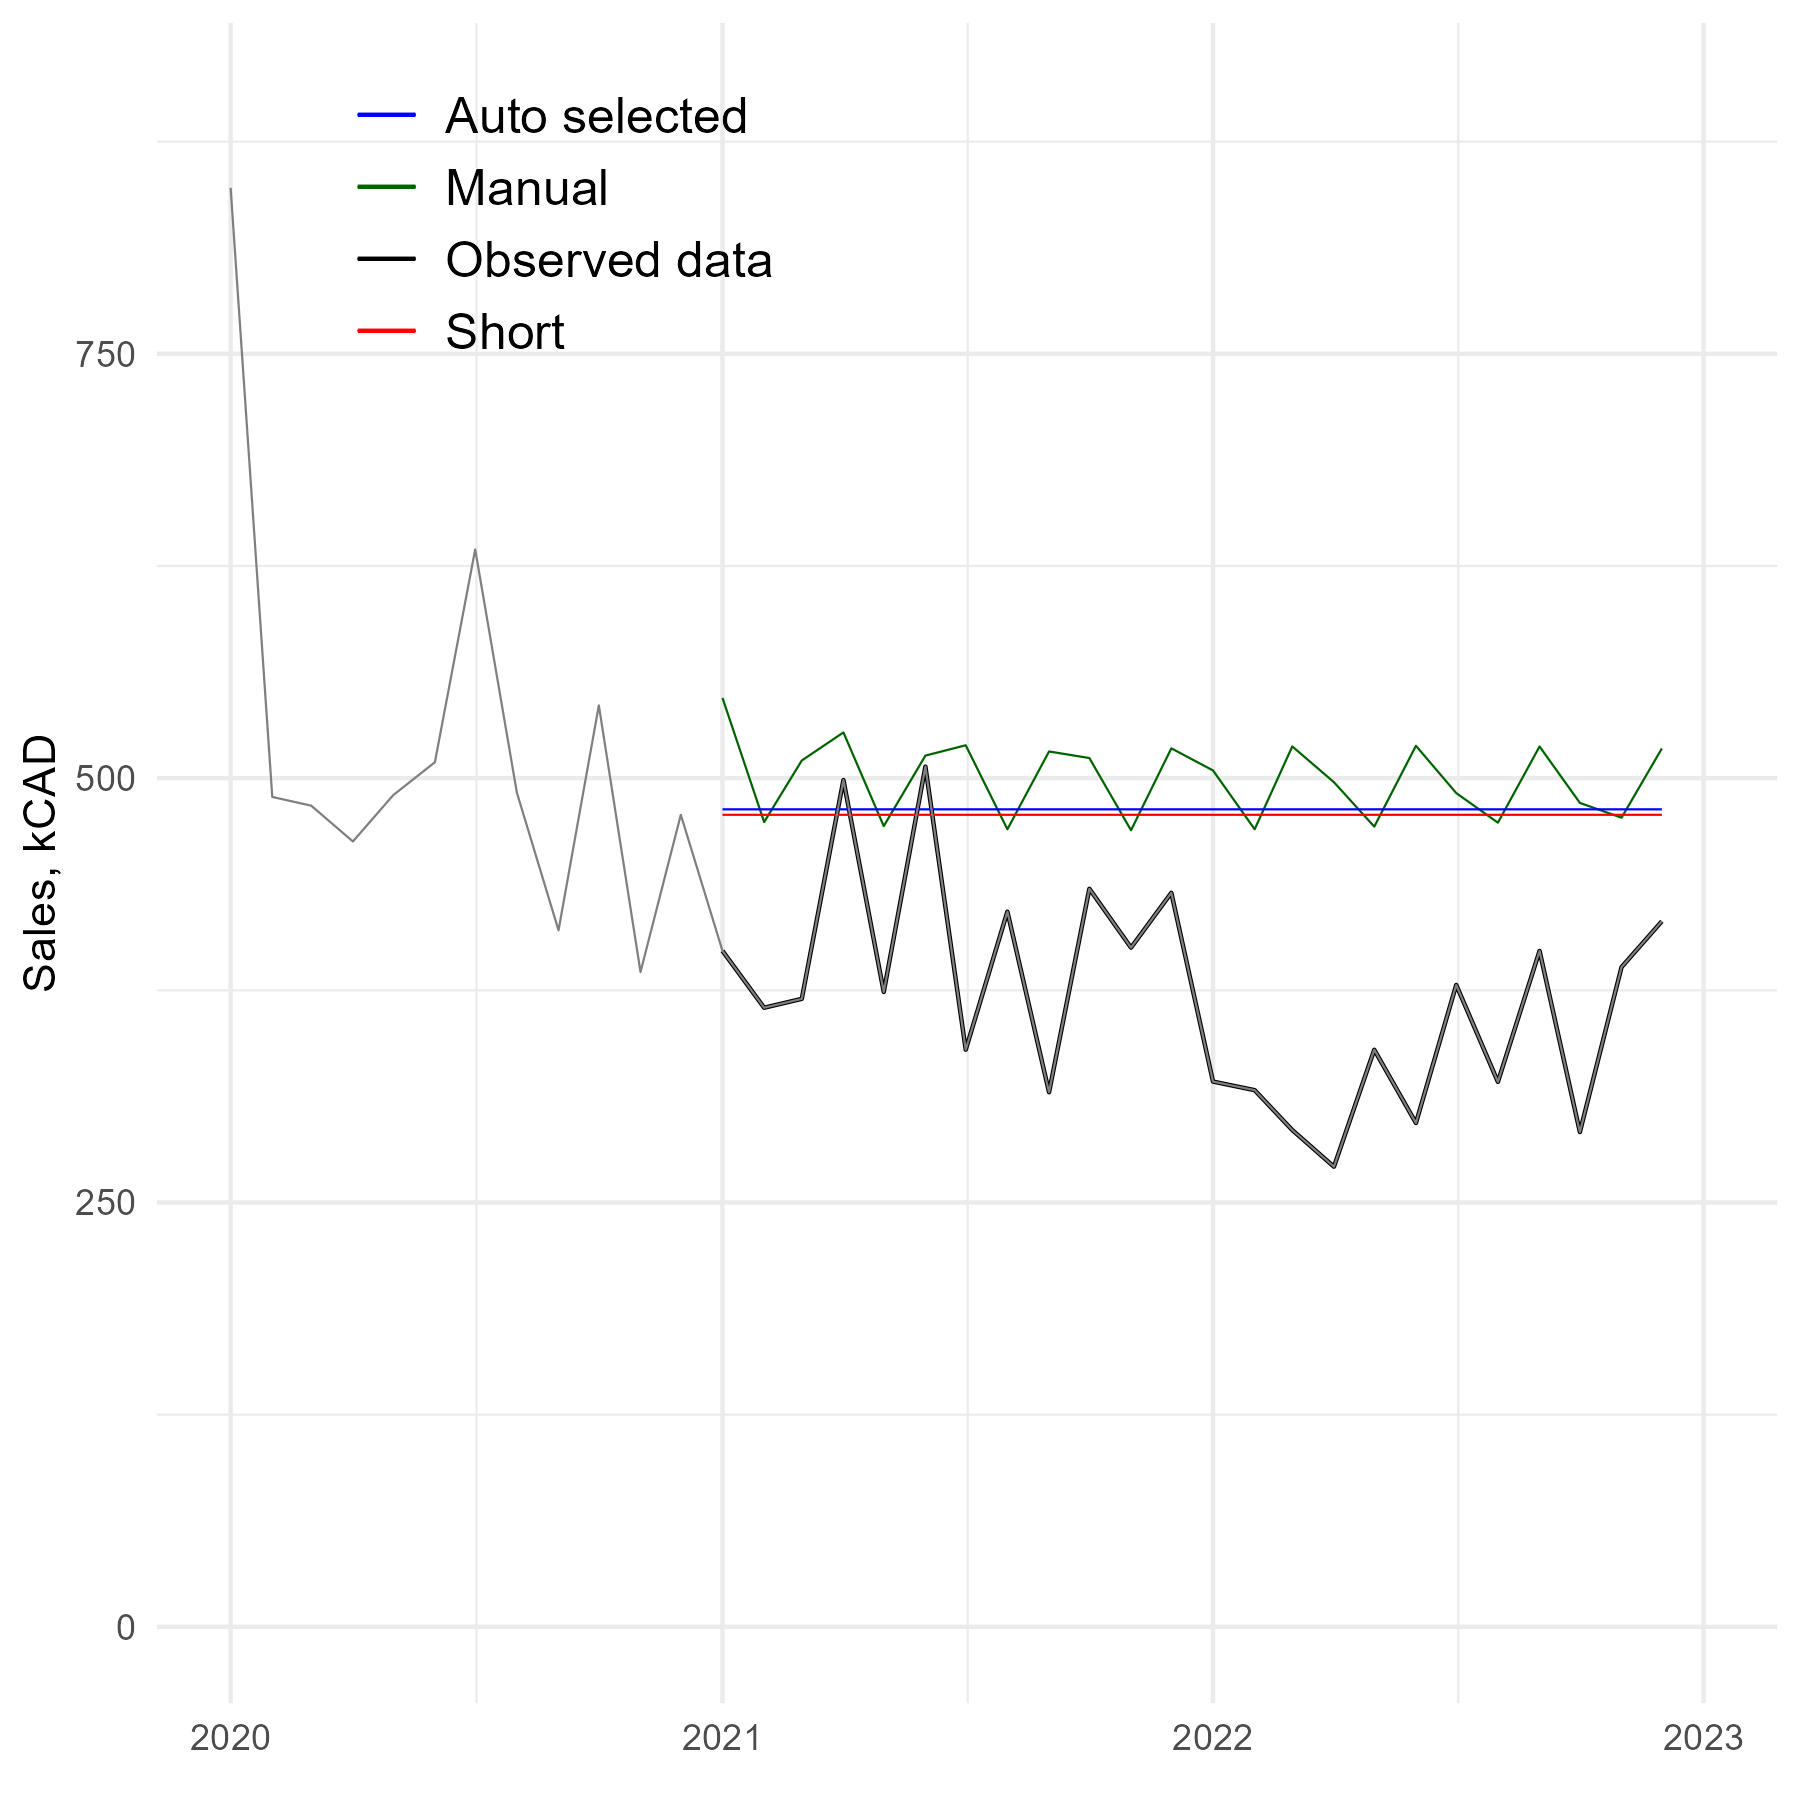 Auto selected
Manual
Observed data
Short
Sales, kCAD
750
500
250
0
2020 2021 2022 2023